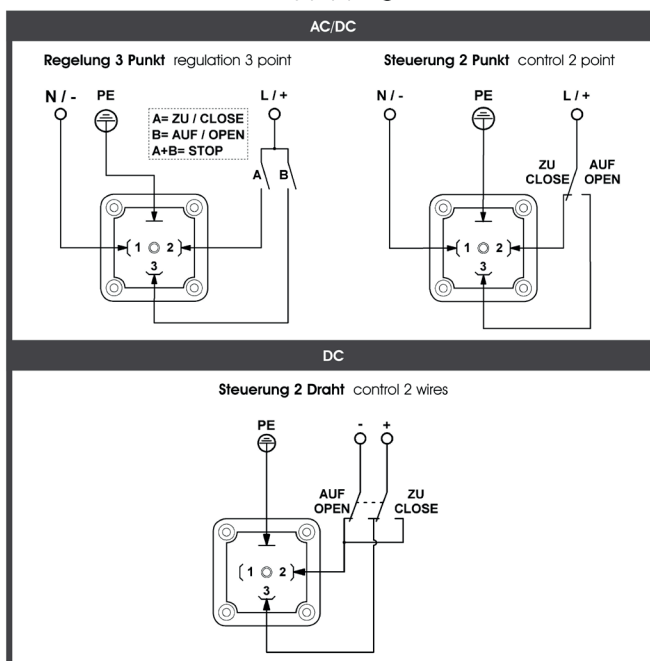 AC/DC
Regelung 3 Punkt regulation 3 point
N / -
PE
L / +
A= ZU / CLOSE
B= AUF / OPEN
A+B= STOP
A
B
1
2
3
Steuerung 2 Punkt control 2 point
N / -
PE
L / +
ZU
CLOSE
AUF
OPEN
1
2
3
DC
Steuerung 2 Draht control 2 wires
PE
-
+
AUF
OPEN
ZU
CLOSE
1
2
3